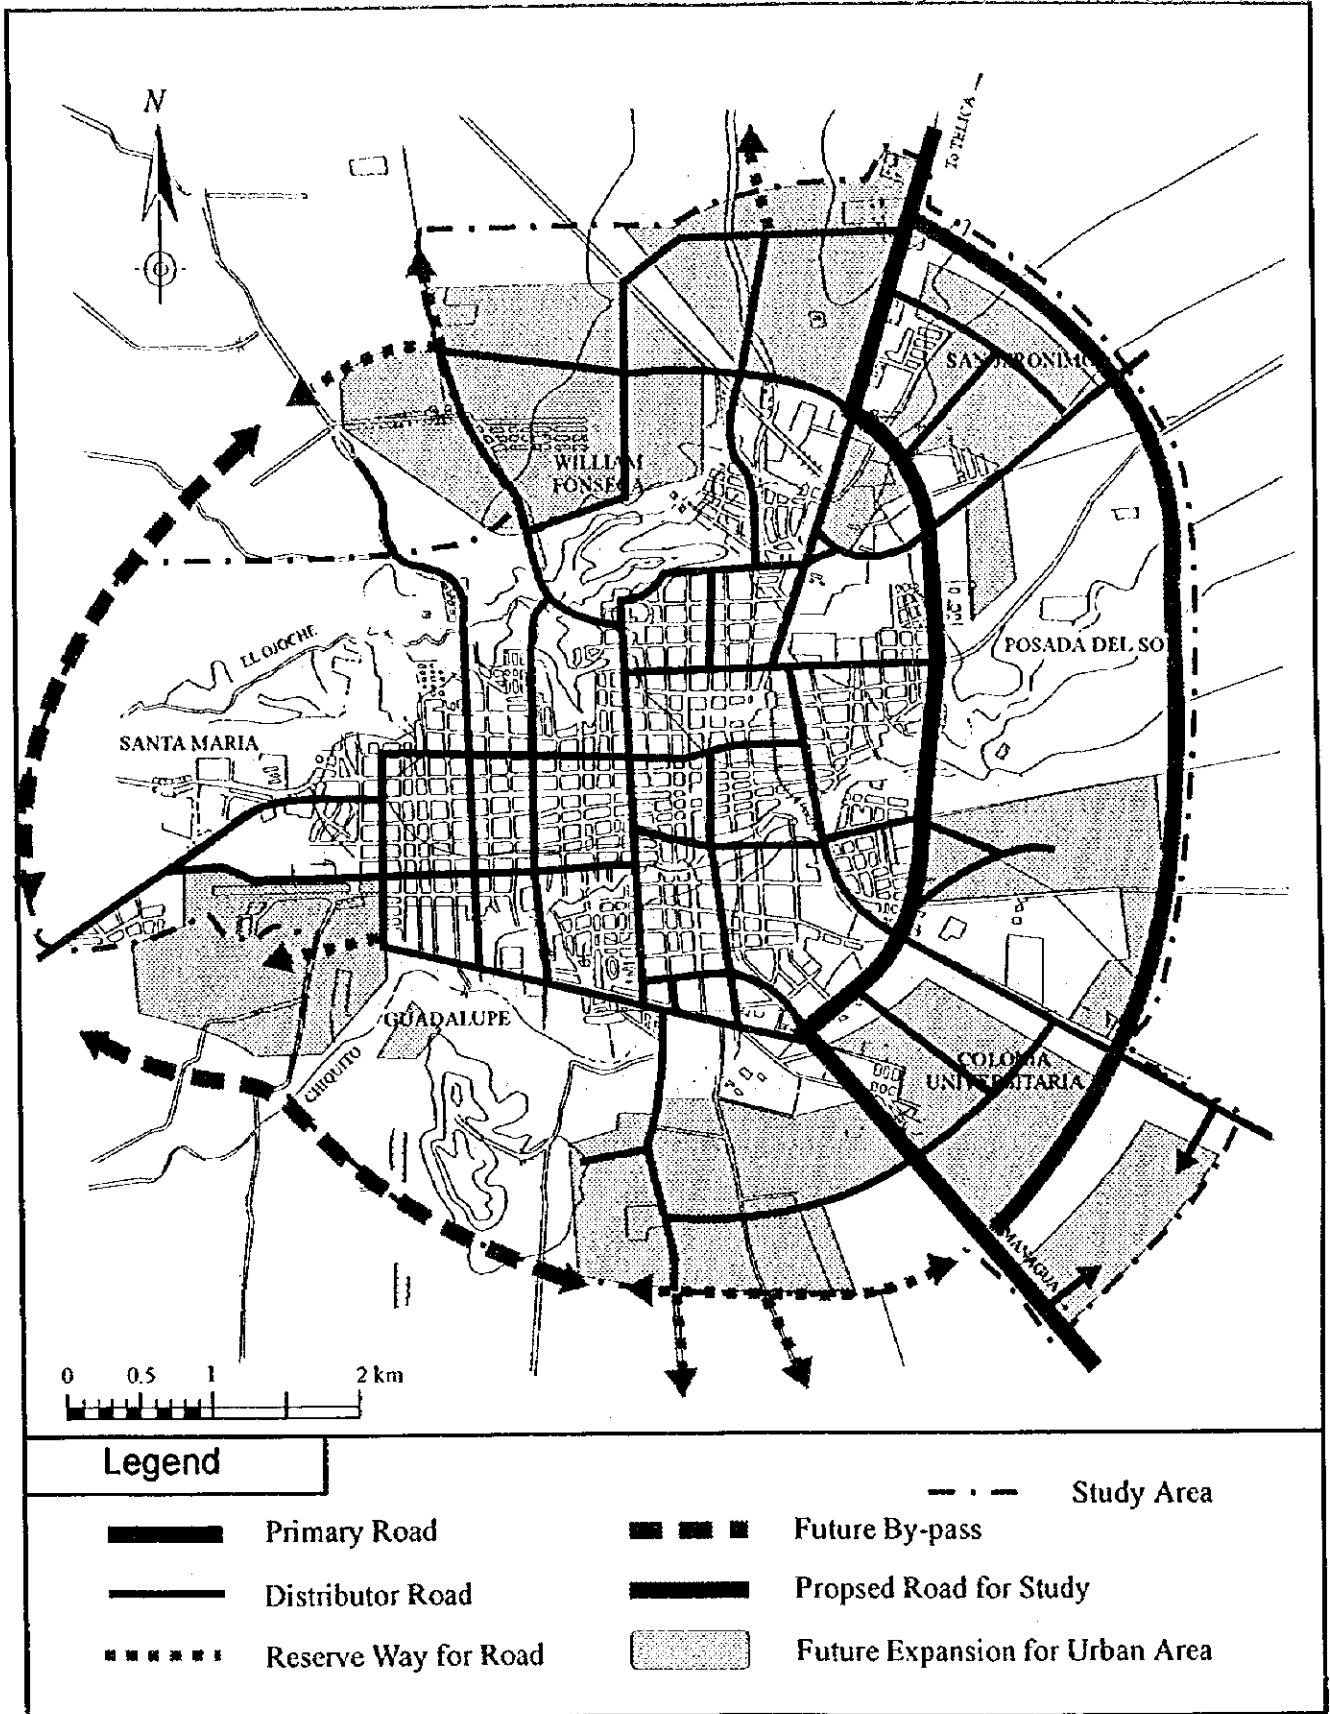 N
To TELICA
SAN JERONIMO
WILLIAM
FONSECA
EL OJOCHE
POSADA DEL SOL
SANTA MARIA
GUADALUPE
CHIQUITO
COLONIA
UNIVERSITARIA
MANAGUA
0 0.5 1 2 km
Legend
Study Area
Primary Road
Future By-pass
Distributor Road
Propsed Road for Study
Reserve Way for Road
Future Expansion for Urban Area